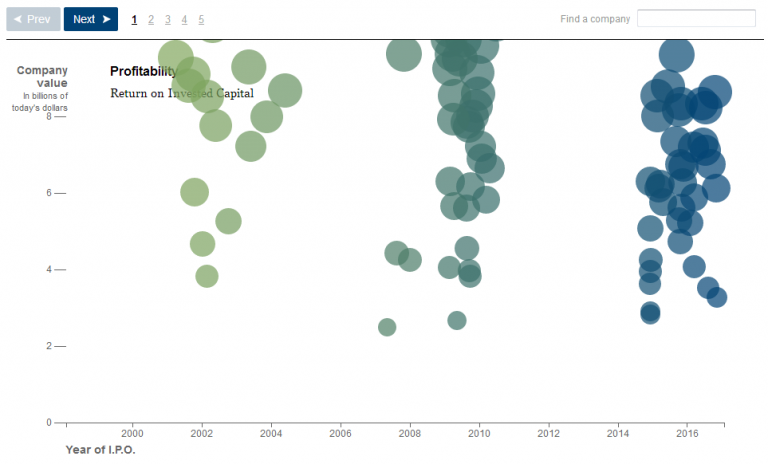 Prev Next 1 2 3 4 5 Find a company
Company
value
In billions of
today's dollars
Profitability
Return on Invested Capital
8
6
4
2
0
2000 2002 2004 2006 2008 2010 2012 2014 2016
Year of I.P.O.